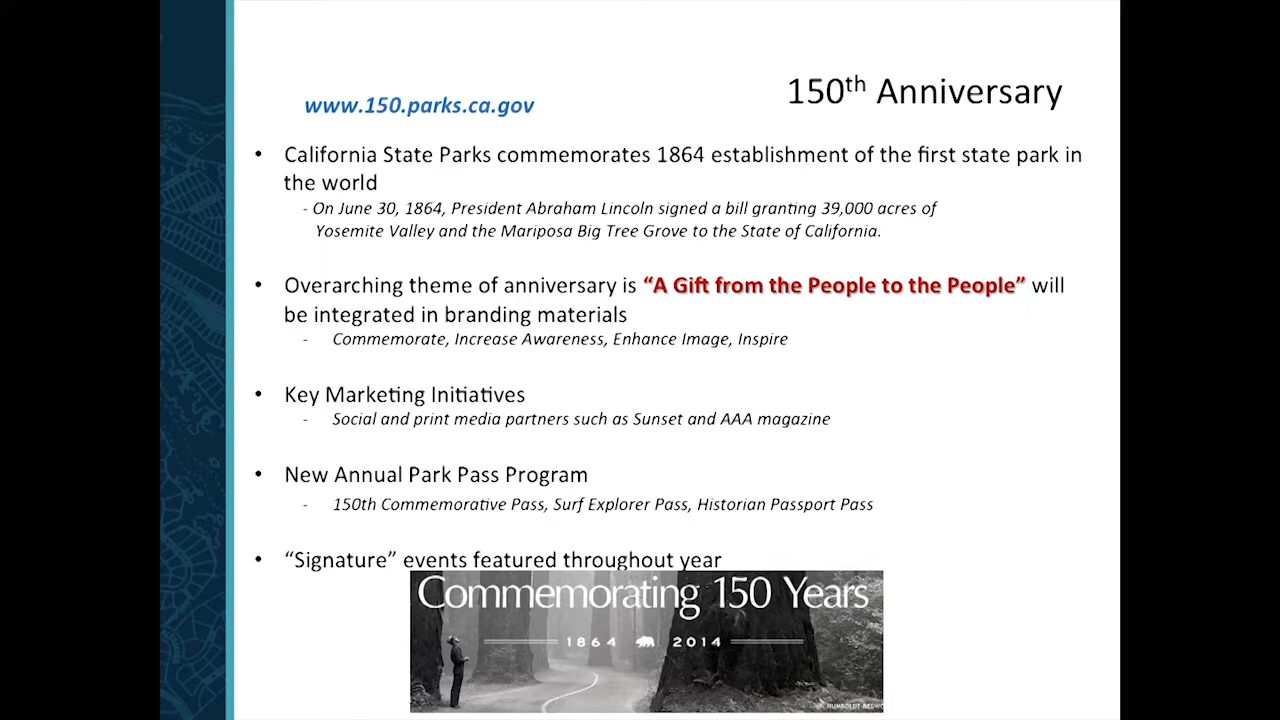 150th Anniversary
www.150.parks.ca.gov
• California State Parks commemorates 1864 establishment of the first state park in
the world
- On June 30, 1864, President Abraham Lincoln signed a bill granting 39,000 acres of
Yosemite Valley and the Mariposa Big Tree Grove to the State of California.
• Overarching theme of anniversary is “A Gift from the People to the People” will
be integrated in branding materials
- Commemorate, Increase Awareness, Enhance Image, Inspire
• Key Marketing Initiatives
- Social and print media partners such as Sunset and AAA magazine
• New Annual Park Pass Program
- 150th Commemorative Pass, Surf Explorer Pass, Historian Passport Pass
• “Signature” events featured throughout year
Commemorating 150 Years
1864 2014
HUMBOLDT